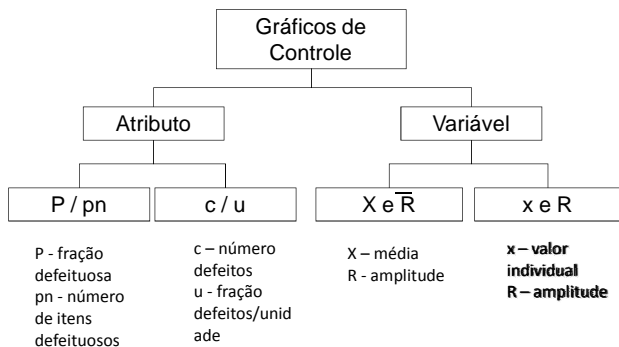 Gráficos de
Controle
Atributo
Variável
P / pn
c / u
X e R̅
x e R
P - fração
defeituosa
pn - número
de itens
defeituosos
c – número
defeitos
u - fração
defeitos/unid
ade
X – média
R - amplitude
x – valor
individual
R – amplitude